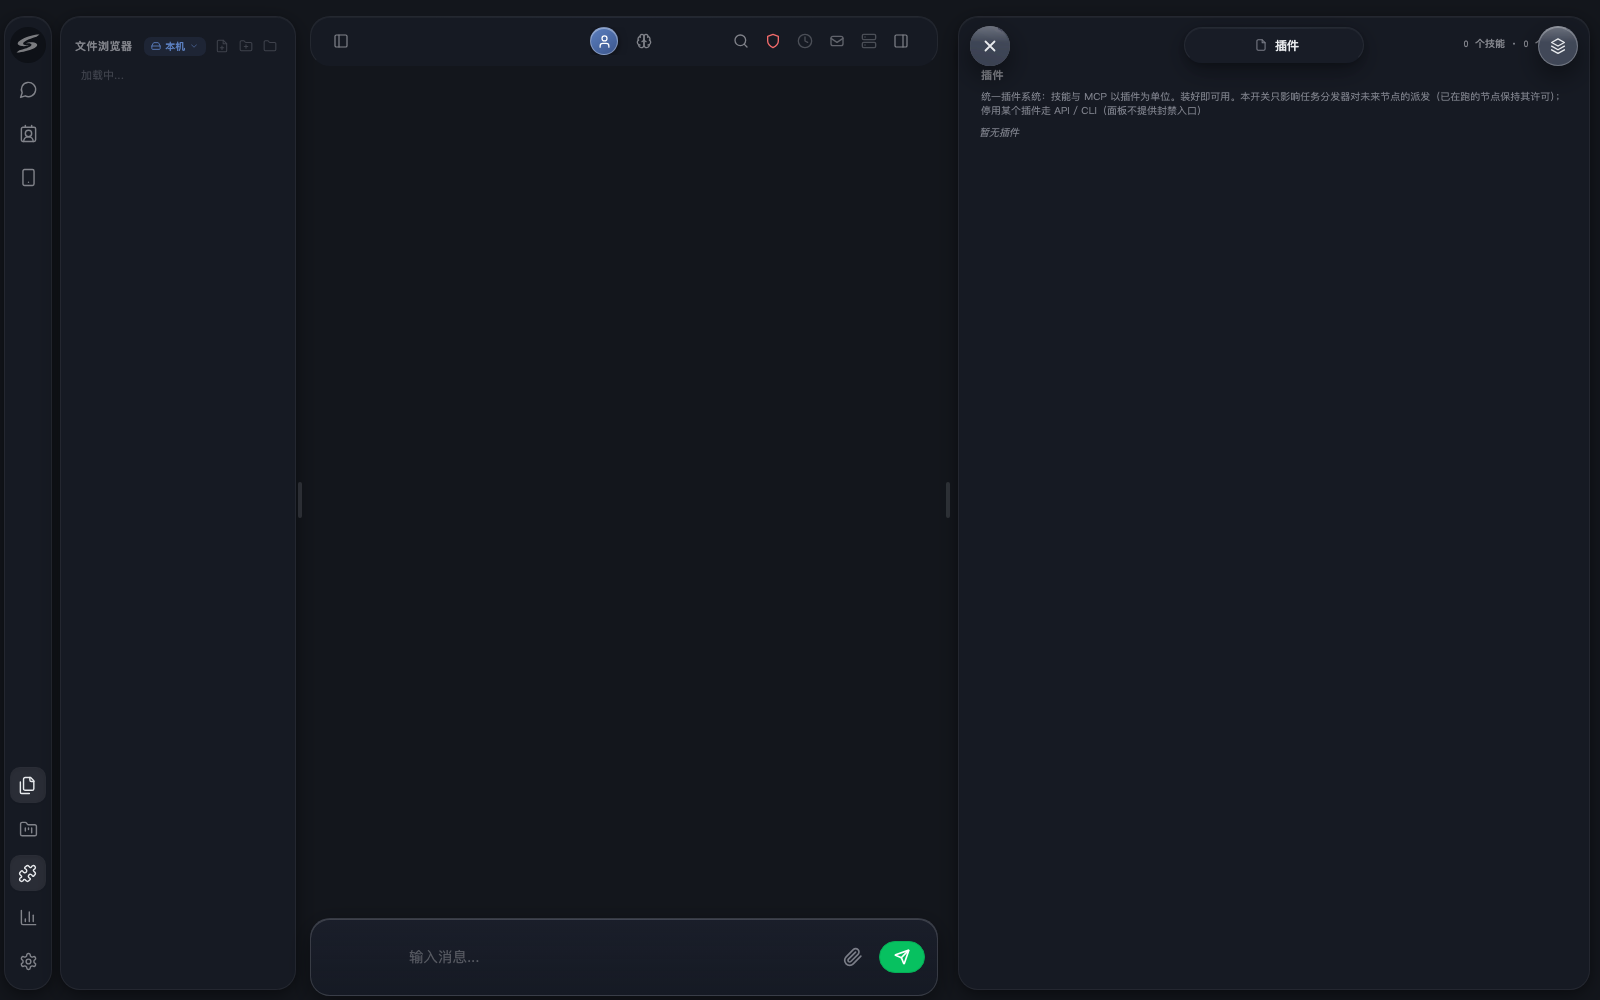 文件浏览器
本机
加载中...
输入消息...
插件
0 个技能 · 0
插件
统一插件系统：技能与 MCP 以插件为单位。装好即可用。本开关只影响任务分发器对未来节点的派发（已在跑的节点保持其许可）；
停用某个插件走 API / CLI（面板不提供封禁入口）
暂无插件